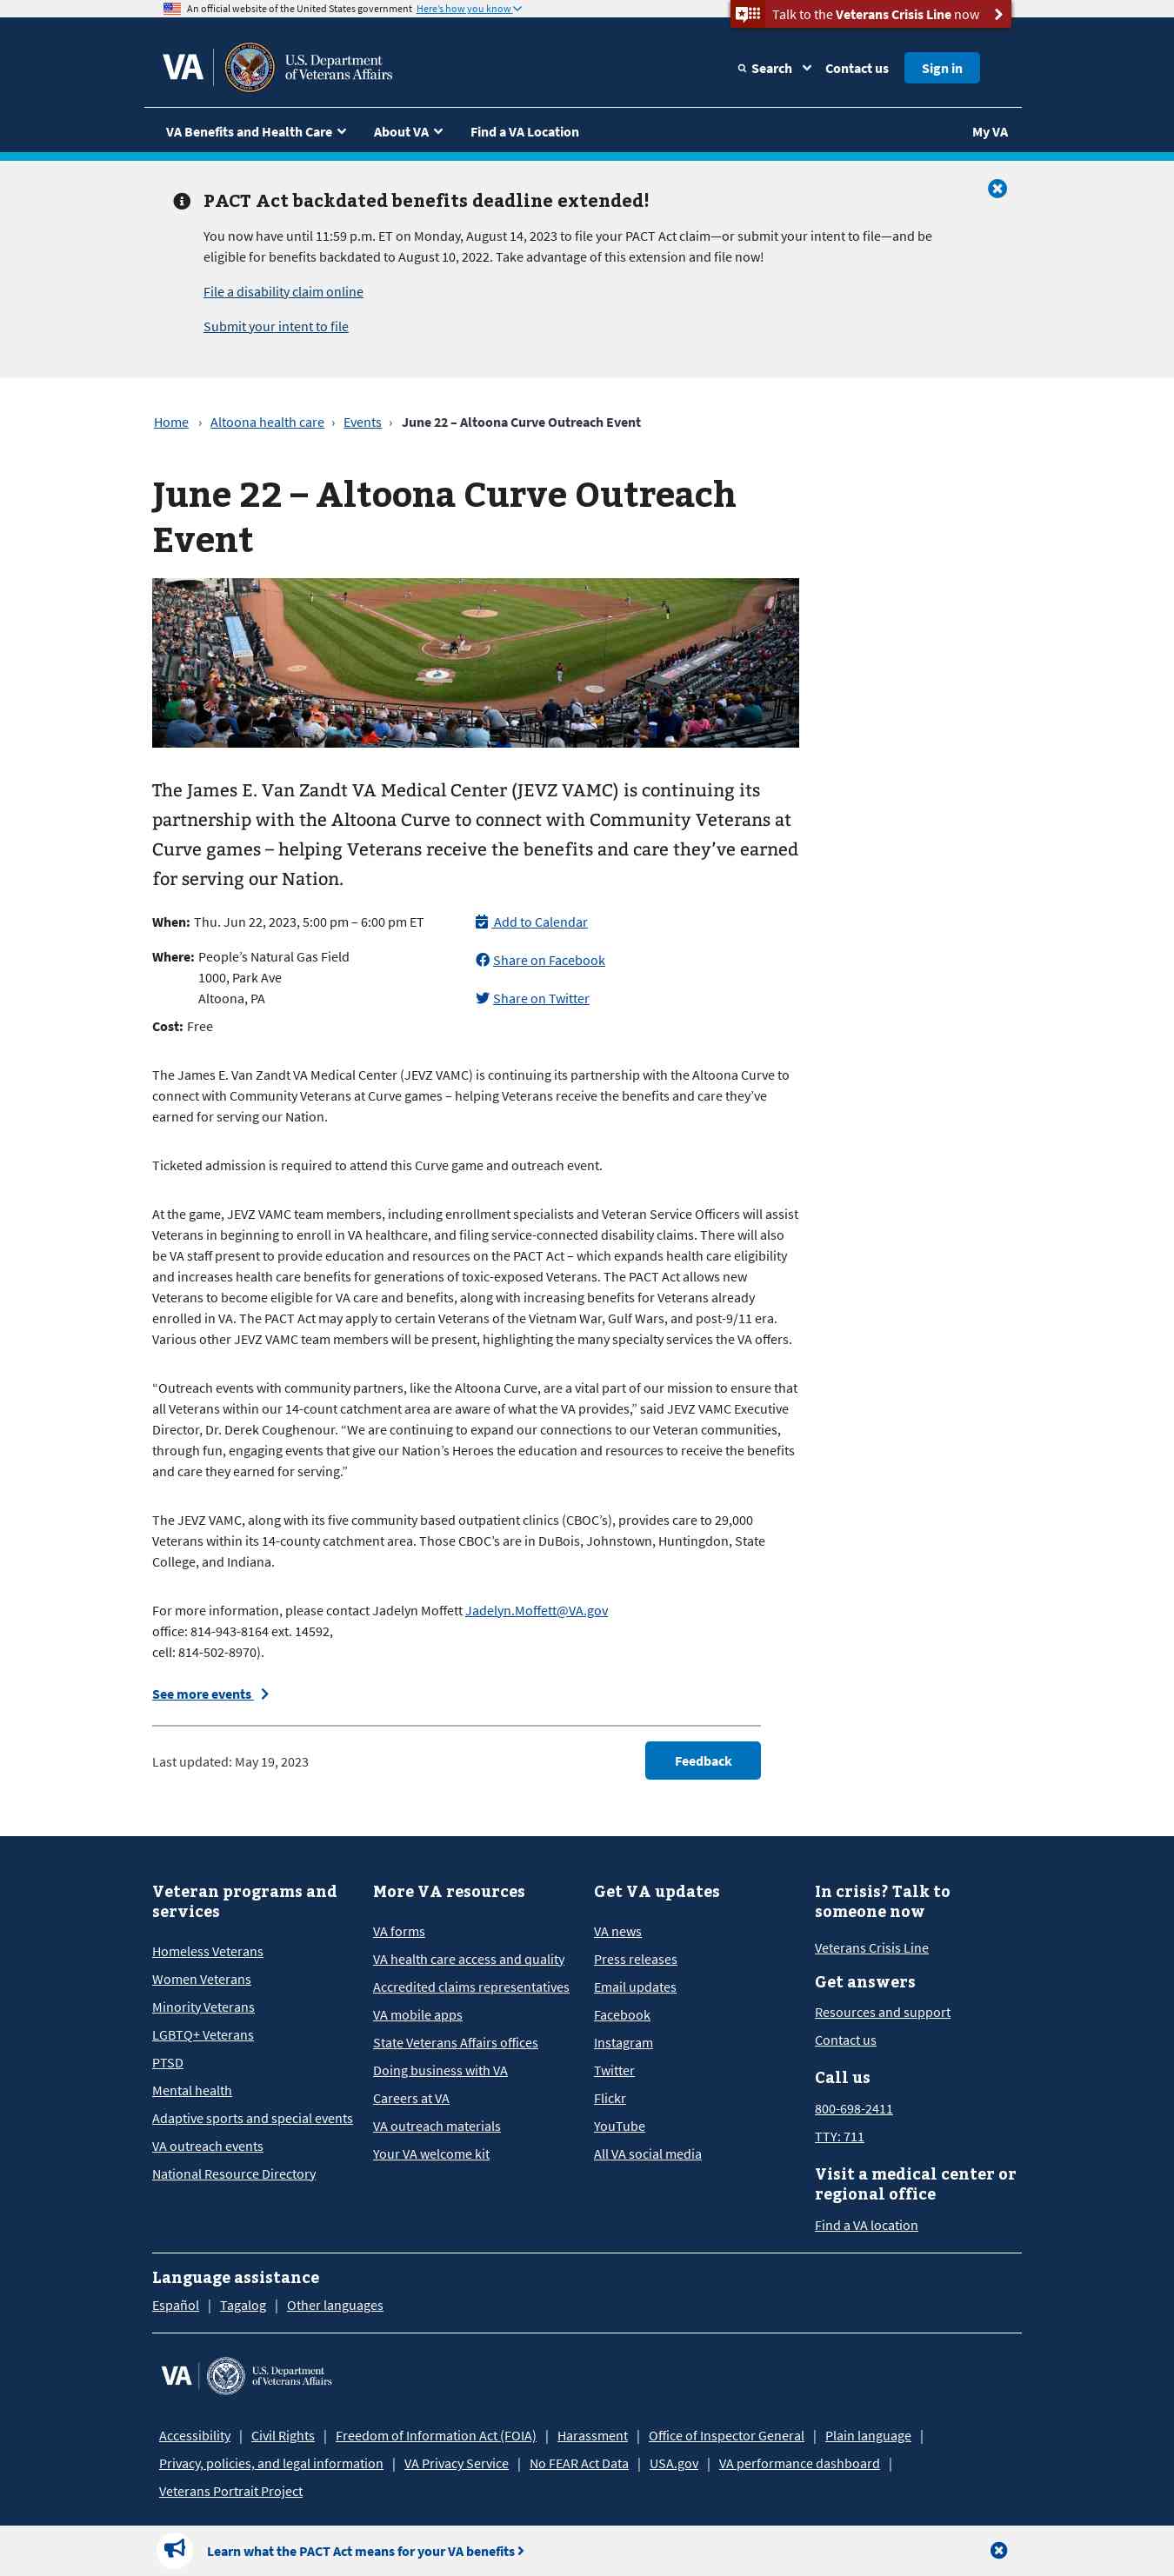 An official website of the United States government Here's how you know
Talk to the Veterans Crisis Line now
VA
U.S. Department
of Veterans Affairs
Search
Contact us
Sign in
VA Benefits and Health Care
About VA
Find a VA Location
My VA
PACT Act backdated benefits deadline extended!
You now have until 11:59 p.m. ET on Monday, August 14, 2023 to file your PACT Act claim—or submit your intent to file—and be
eligible for benefits backdated to August 10, 2022. Take advantage of this extension and file now!
File a disability claim online
Submit your intent to file
Home › Altoona health care › Events › June 22 – Altoona Curve Outreach Event
June 22 – Altoona Curve Outreach
Event
The James E. Van Zandt VA Medical Center (JEVZ VAMC) is continuing its
partnership with the Altoona Curve to connect with Community Veterans at
Curve games – helping Veterans receive the benefits and care they’ve earned
for serving our Nation.
When: Thu. Jun 22, 2023, 5:00 pm – 6:00 pm ET
Where: People’s Natural Gas Field
1000, Park Ave
Altoona, PA
Cost: Free
Add to Calendar
Share on Facebook
Share on Twitter
The James E. Van Zandt VA Medical Center (JEVZ VAMC) is continuing its partnership with the Altoona Curve to
connect with Community Veterans at Curve games – helping Veterans receive the benefits and care they’ve
earned for serving our Nation.
Ticketed admission is required to attend this Curve game and outreach event.
At the game, JEVZ VAMC team members, including enrollment specialists and Veteran Service Officers will assist
Veterans in beginning to enroll in VA healthcare, and filing service-connected disability claims. There will also
be VA staff present to provide education and resources on the PACT Act – which expands health care eligibility
and increases health care benefits for generations of toxic-exposed Veterans. The PACT Act allows new
Veterans to become eligible for VA care and benefits, along with increasing benefits for Veterans already
enrolled in VA. The PACT Act may apply to certain Veterans of the Vietnam War, Gulf Wars, and post-9/11 era.
Various other JEVZ VAMC team members will be present, highlighting the many specialty services the VA offers.
“Outreach events with community partners, like the Altoona Curve, are a vital part of our mission to ensure that
all Veterans within our 14-count catchment area are aware of what the VA provides,” said JEVZ VAMC Executive
Director, Dr. Derek Coughenour. “We are continuing to expand our connections to our Veteran communities,
through fun, engaging events that give our Nation’s Heroes the education and resources to receive the benefits
and care they earned for serving.”
The JEVZ VAMC, along with its five community based outpatient clinics (CBOC’s), provides care to 29,000
Veterans within its 14-county catchment area. Those CBOC’s are in DuBois, Johnstown, Huntingdon, State
College, and Indiana.
For more information, please contact Jadelyn Moffett Jadelyn.Moffett@VA.gov
office: 814-943-8164 ext. 14592,
cell: 814-502-8970).
See more events
Last updated: May 19, 2023
Feedback
Veteran programs and
services
Homeless Veterans
Women Veterans
Minority Veterans
LGBTQ+ Veterans
PTSD
Mental health
Adaptive sports and special events
VA outreach events
National Resource Directory
More VA resources
VA forms
VA health care access and quality
Accredited claims representatives
VA mobile apps
State Veterans Affairs offices
Doing business with VA
Careers at VA
VA outreach materials
Your VA welcome kit
Get VA updates
VA news
Press releases
Email updates
Facebook
Instagram
Twitter
Flickr
YouTube
All VA social media
In crisis? Talk to
someone now
Veterans Crisis Line
Get answers
Resources and support
Contact us
Call us
800-698-2411
TTY: 711
Visit a medical center or
regional office
Find a VA location
Language assistance
Español | Tagalog | Other languages
VA
U.S. Department
of Veterans Affairs
Accessibility | Civil Rights | Freedom of Information Act (FOIA) | Harassment | Office of Inspector General | Plain language |
Privacy, policies, and legal information | VA Privacy Service | No FEAR Act Data | USA.gov | VA performance dashboard |
Veterans Portrait Project
Learn what the PACT Act means for your VA benefits